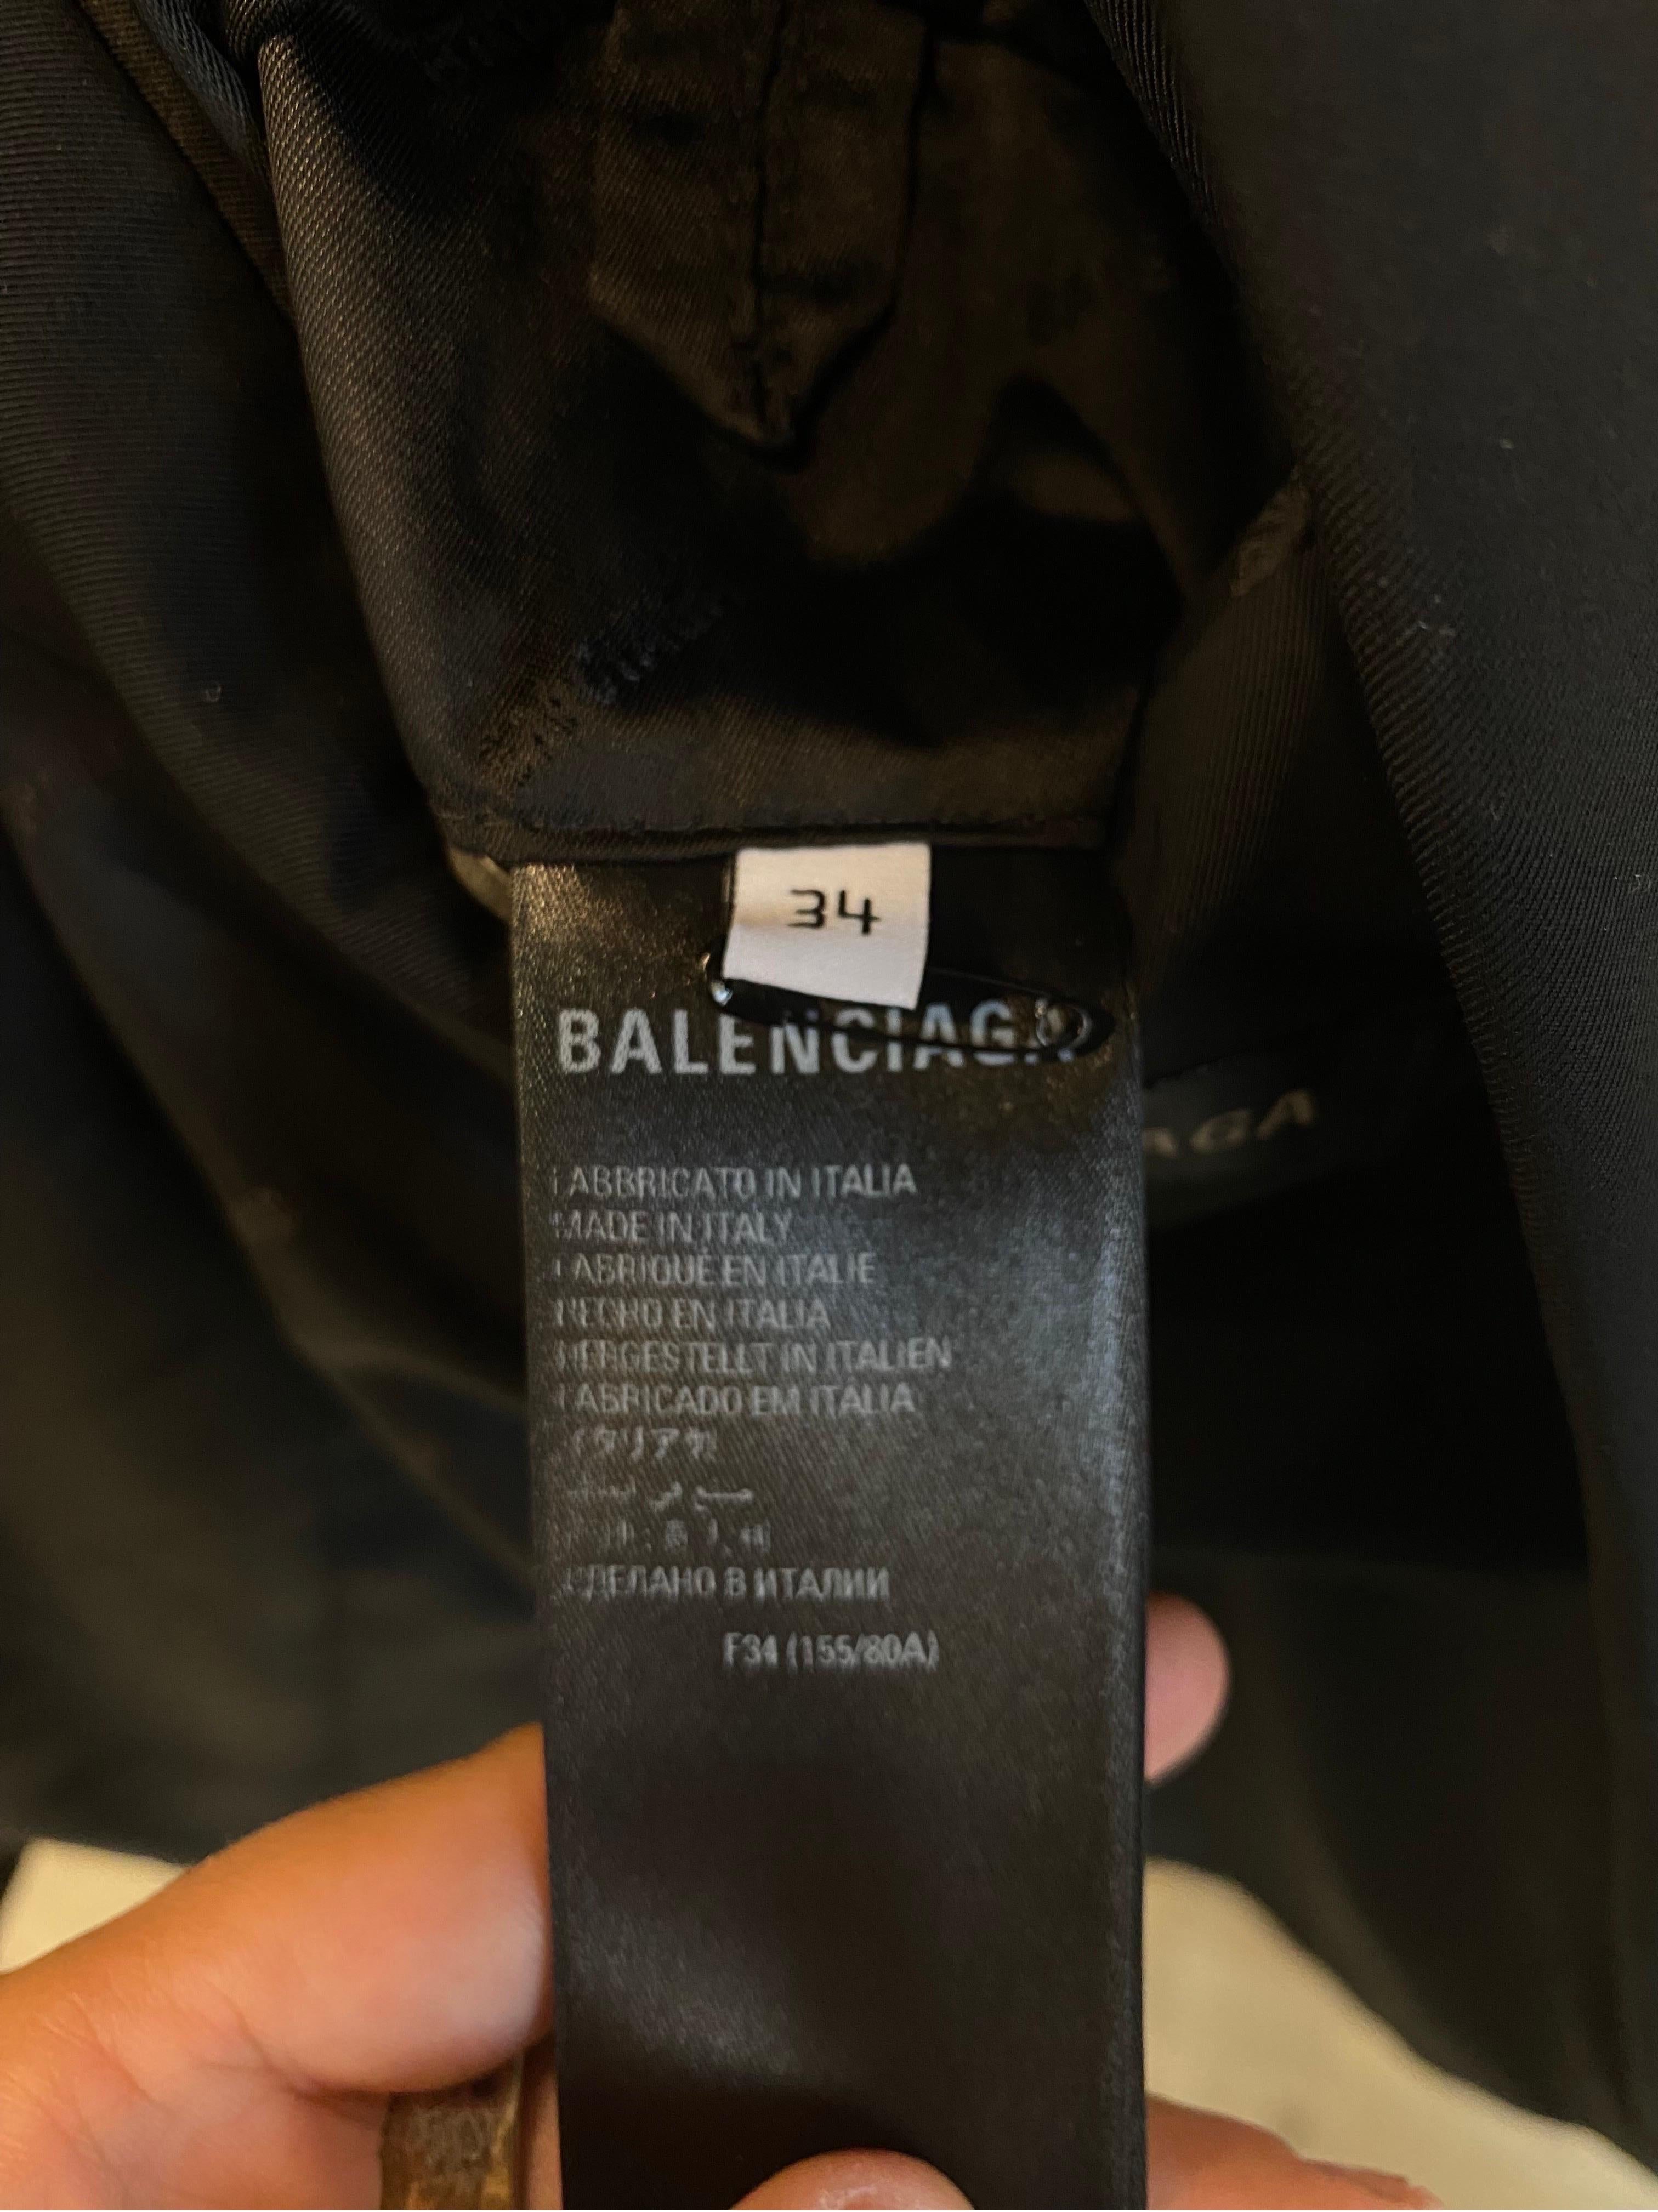 34
BALENCIAGA
AGA
FABBRICATO IN ITALIA
MADE IN ITALY
FABRIQUÉ EN ITALIE
HECHO EN ITALIA
HERGESTELLT IN ITALIEN
FABRICADO EM ITALIA
イタリア製
СДЕЛАНО В ИТАЛИИ
F34 (155/80A)